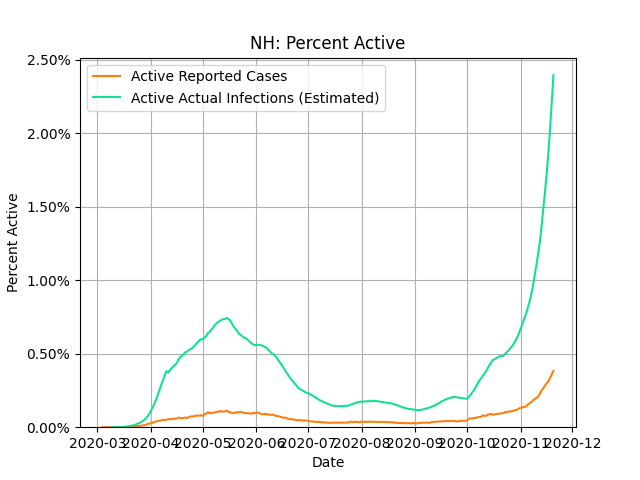 NH: Percent Active
2.50%
2.00%
1.50%
1.00%
0.50%
0.00%
Percent Active
Active Reported Cases
Active Actual Infections (Estimated)
2020-03 2020-04 2020-05 2020-06 2020-07 2020-08 2020-09 2020-10 2020-11 2020-12
Date